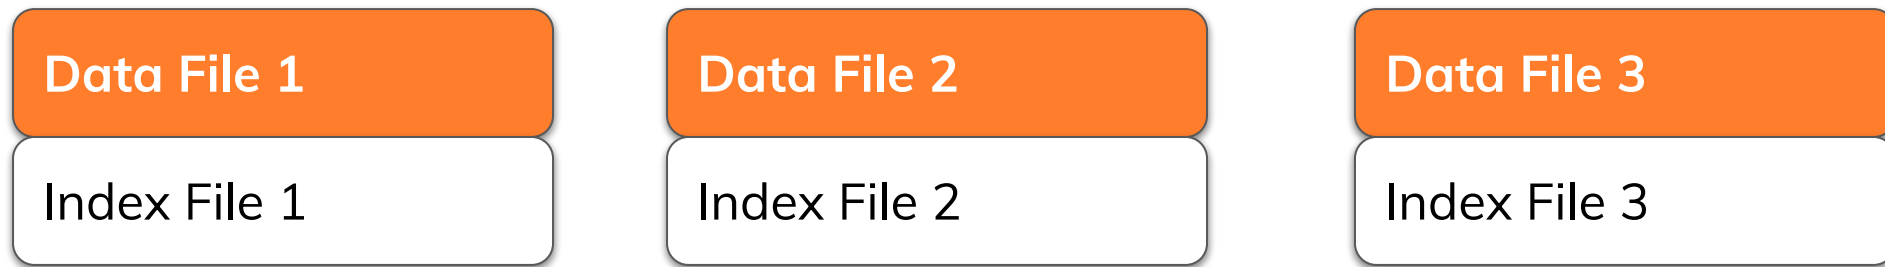 Data File 1
Index File 1
Data File 2
Index File 2
Data File 3
Index File 3